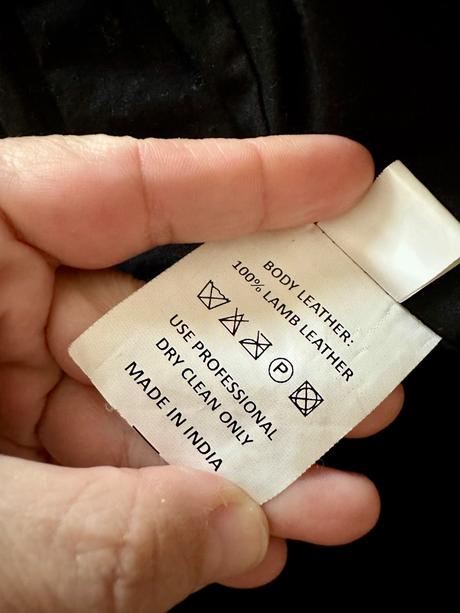 BODY LEATHER:
100% LAMB LEATHER
P
USE PROFESSIONAL
DRY CLEAN ONLY
MADE IN INDIA